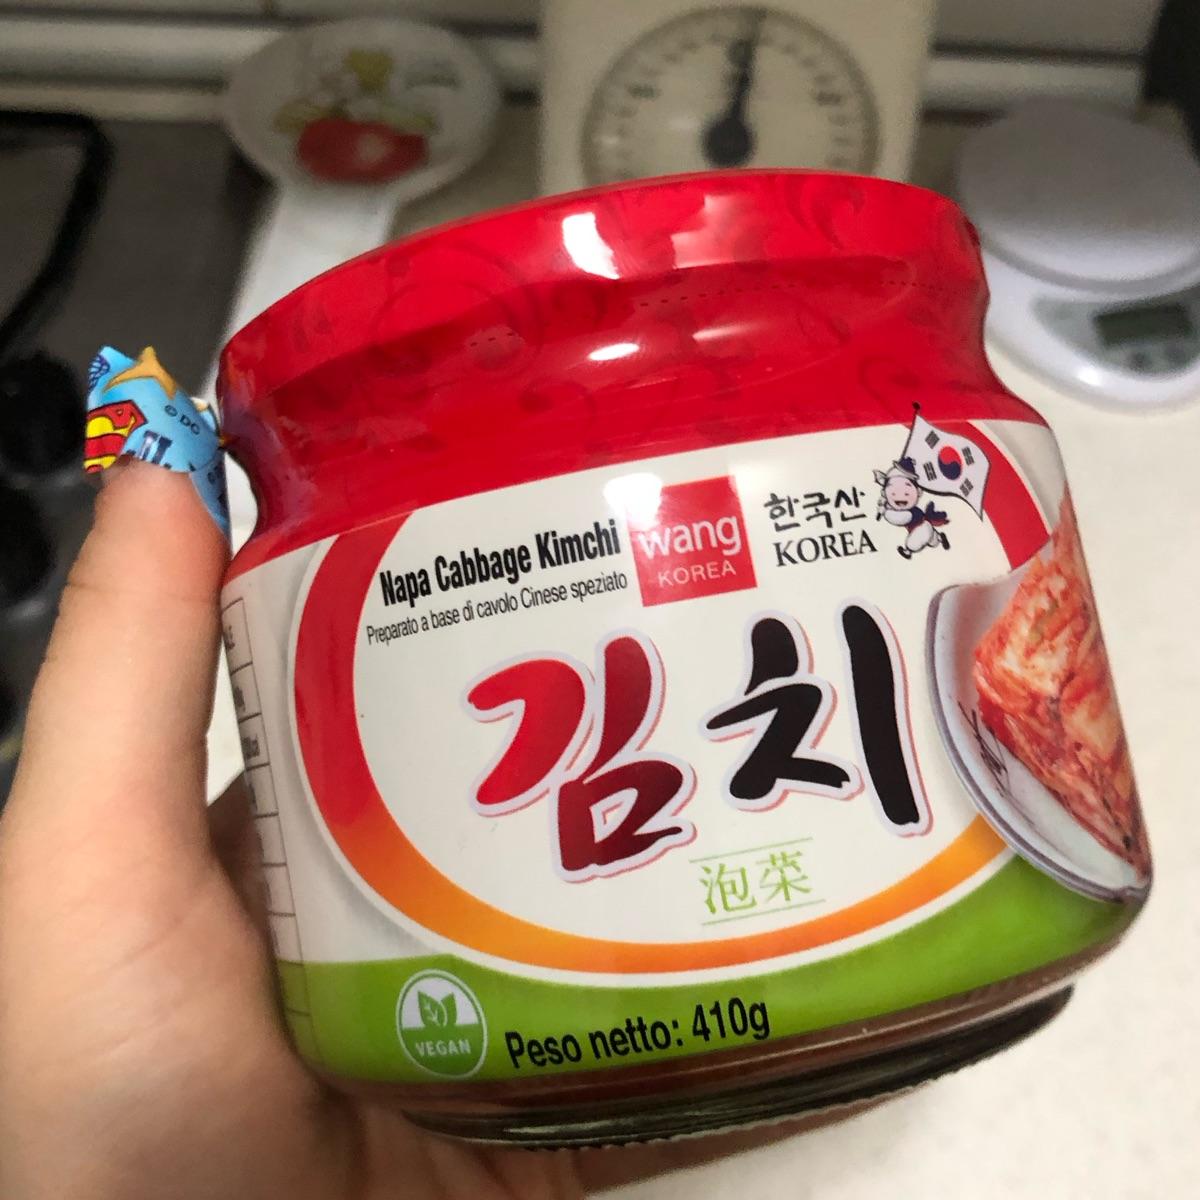 © DC
Napa Cabbage Kimchi
Preparato a base di cavolo Cinese speziato
wang
KOREA
한국산
KOREA
김치
泡菜
VEGAN
Peso netto: 410g